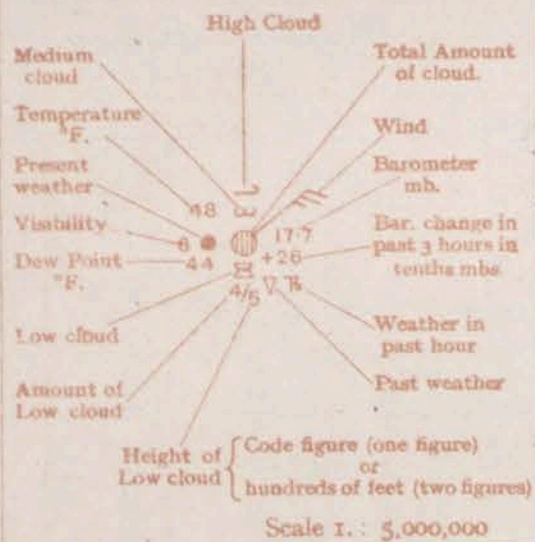 High Cloud
Medium
cloud
Total Amount
of cloud.
Temperature
°F.
Wind
Present
weather
Barometer
mb.
48
Visibility
6
17.7
Bar. change in
past 3 hours in
tenths mbs.
Dew Point
°F.
44
+26
4/5
Low cloud
Weather in
past hour
Amount of
Low cloud
Past weather
Height of
Low cloud
Code figure (one figure)
or
hundreds of feet (two figures)
Scale 1. : 5,000,000